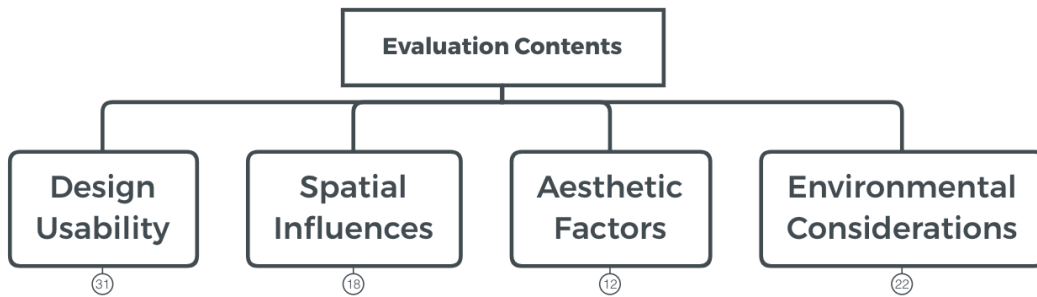 Evaluation Contents
Design
Usability
Spatial
Influences
Aesthetic
Factors
Environmental
Considerations
31
18
12
22